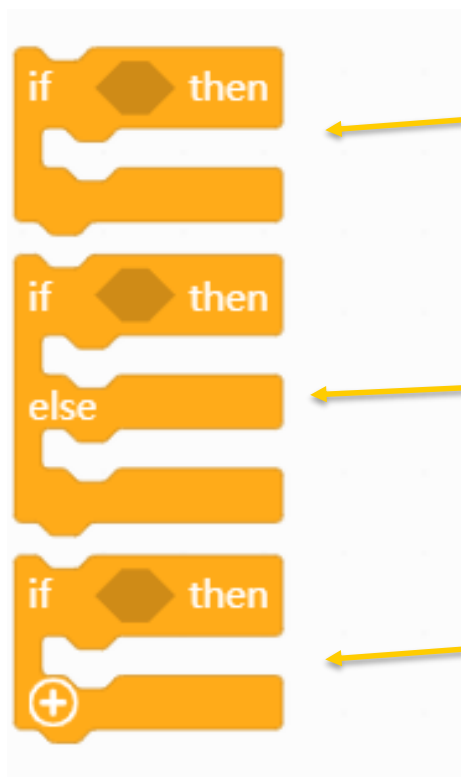 if then
if then
else
if then